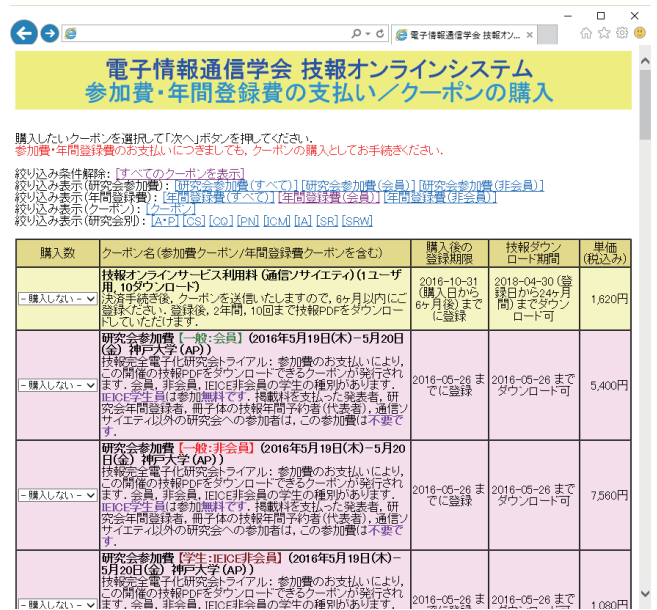 電子情報通信学会 技報オン... ×
電子情報通信学会 技報オンラインシステム
参加費・年間登録費の支払い／クーポンの購入
購入したいクーポンを選択して「次へ」ボタンを押してください.
参加費・年間登録費のお支払いにつきましても, クーポンの購入としてお手続きください.
絞り込み条件解除: [すべてのクーポンを表示]
絞り込み表示(研究会参加費): [研究会参加費(すべて)] [研究会参加費(会員)] [研究会参加費(非会員)]
絞り込み表示(年間登録費): [年間登録費(すべて)] [年間登録費(会員)] [年間登録費(非会員)]
絞り込み表示(クーポン): [クーポン]
絞り込み表示(研究会別): [A・P] [CS] [CQ] [PN] [ICM] [IA] [SR] [SRW]
購入数
クーポン名(参加費クーポン/年間登録費クーポンを含む)
購入後の
登録期限
技報ダウン
ロード期間
単価
(税込み)
- 購入しない -
技報オンラインサービス利用料 (通信ソサイエティ)(1ユーザ
用, 10ダウンロード)
決済手続き後, クーポンを送信いたしますので, 6ヶ月以内にご
登録ください. 登録後, 2年間, 10回まで技報PDFをダウンロー
ドしていただけます.
2016-10-31
(購入日から
6ヶ月後)まで
に登録
2018-04-30 (登
録日から24ヶ月
間)までダウン
ロード可
1,620円
- 購入しない -
研究会参加費【一般:会員】(2016年5月19日(木)-5月20日
(金) 神戸大学 (AP))
技報完全電子化研究会トライアル: 参加費のお支払いにより,
この開催の技報PDFをダウンロードできるクーポンが発行され
ます. 会員, 非会員, IEICE非会員の学生の種別があります.
IEICE学生員は参加無料です. 掲載料を支払った発表者, 研
究会年間登録者, 冊子体の技報年間予約者(代表者), 通信ソ
サイエティ以外の研究会への参加者は, この参加費は不要で
す.
2016-05-26 ま
でに登録
2016-05-26 まで
ダウンロード可
5,400円
- 購入しない -
研究会参加費【一般:非会員】(2016年5月19日(木)-5月20
日(金) 神戸大学 (AP))
技報完全電子化研究会トライアル: 参加費のお支払いにより,
この開催の技報PDFをダウンロードできるクーポンが発行され
ます. 会員, 非会員, IEICE非会員の学生の種別があります.
IEICE学生員は参加無料です. 掲載料を支払った発表者, 研
究会年間登録者, 冊子体の技報年間予約者(代表者), 通信ソ
サイエティ以外の研究会への参加者は, この参加費は不要で
す.
2016-05-26 ま
でに登録
2016-05-26 まで
ダウンロード可
7,560円
- 購入しない -
研究会参加費【学生:IEICE非会員】(2016年5月19日(木)-
5月20日(金) 神戸大学 (AP))
技報完全電子化研究会トライアル: 参加費のお支払いにより,
この開催の技報PDFをダウンロードできるクーポンが発行され
ます. 会員, 非会員, IEICE非会員の学生の種別があります.
2016-05-26 ま
2016-05-26 まで
1,080円